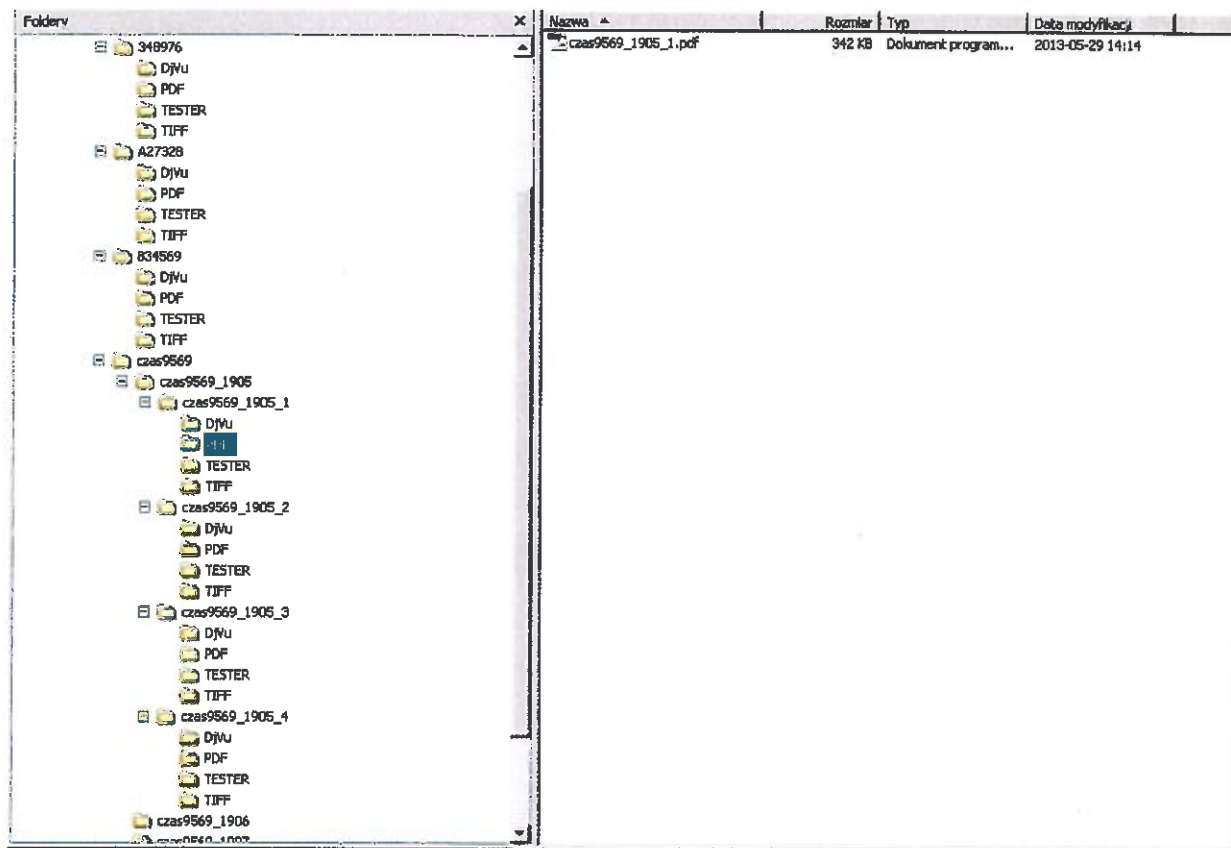 Foldery
348976
DjVu
PDF
TESTER
TIFF
A27328
DjVu
PDF
TESTER
TIFF
834569
DjVu
PDF
TESTER
TIFF
czas9569
czas9569_1905
czas9569_1905_1
DjVu
TESTER
TIFF
czas9569_1905_2
DjVu
PDF
TESTER
TIFF
czas9569_1905_3
DjVu
PDF
TESTER
TIFF
czas9569_1905_4
DjVu
PDF
TESTER
TIFF
czas9569_1906
czas9569_1907
Nazwa Rozmiar Typ Data modyfikacji
czas9569_1905_1.pdf 342 KB Dokument program... 2013-05-29 14:14